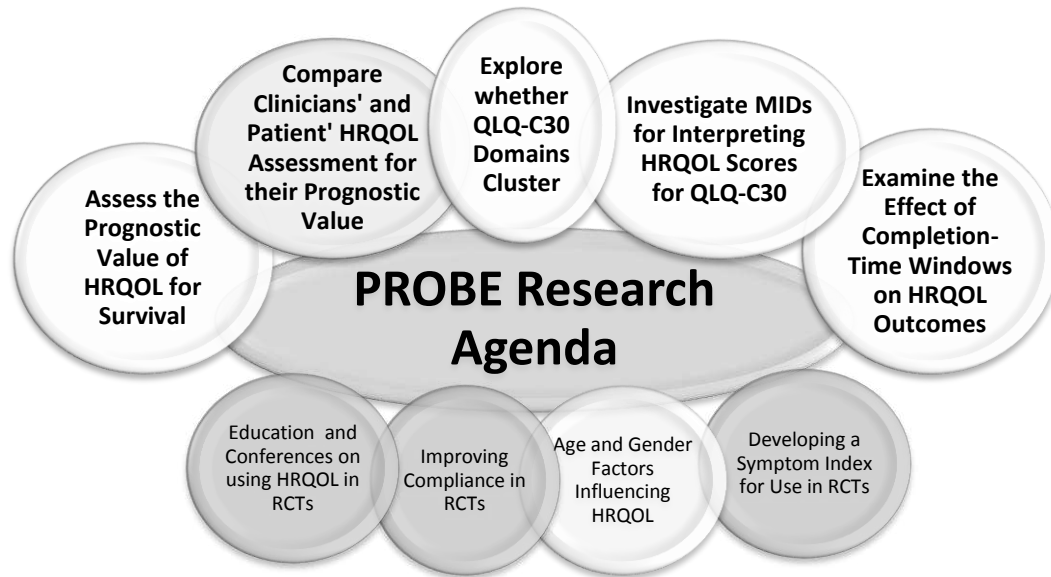 Assess the
Prognostic
Value of
HRQOL for
Survival
Compare
Clinicians' and
Patient' HRQOL
Assessment for
their Prognostic
Value
Explore
whether
QLQ-C30
Domains
Cluster
Investigate MIDs
for Interpreting
HRQOL Scores
for QLQ-C30
Examine the
Effect of
Completion-
Time Windows
on HRQOL
Outcomes
PROBE Research
Agenda
Education and
Conferences on
using HRQOL in
RCTs
Improving
Compliance in
RCTs
Age and Gender
Factors
Influencing
HRQOL
Developing a
Symptom Index
for Use in RCTs